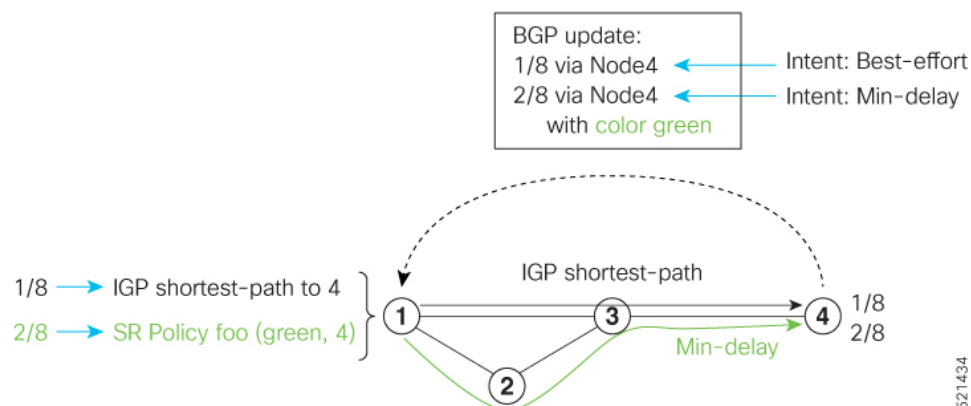 BGP update:
1/8 via Node4
Intent: Best-effort
2/8 via Node4
Intent: Min-delay
with color green
IGP shortest-path
1/8
IGP shortest-path to 4
2/8
SR Policy foo (green, 4)
1
3
4
1/8
2/8
Min-delay
2
521434